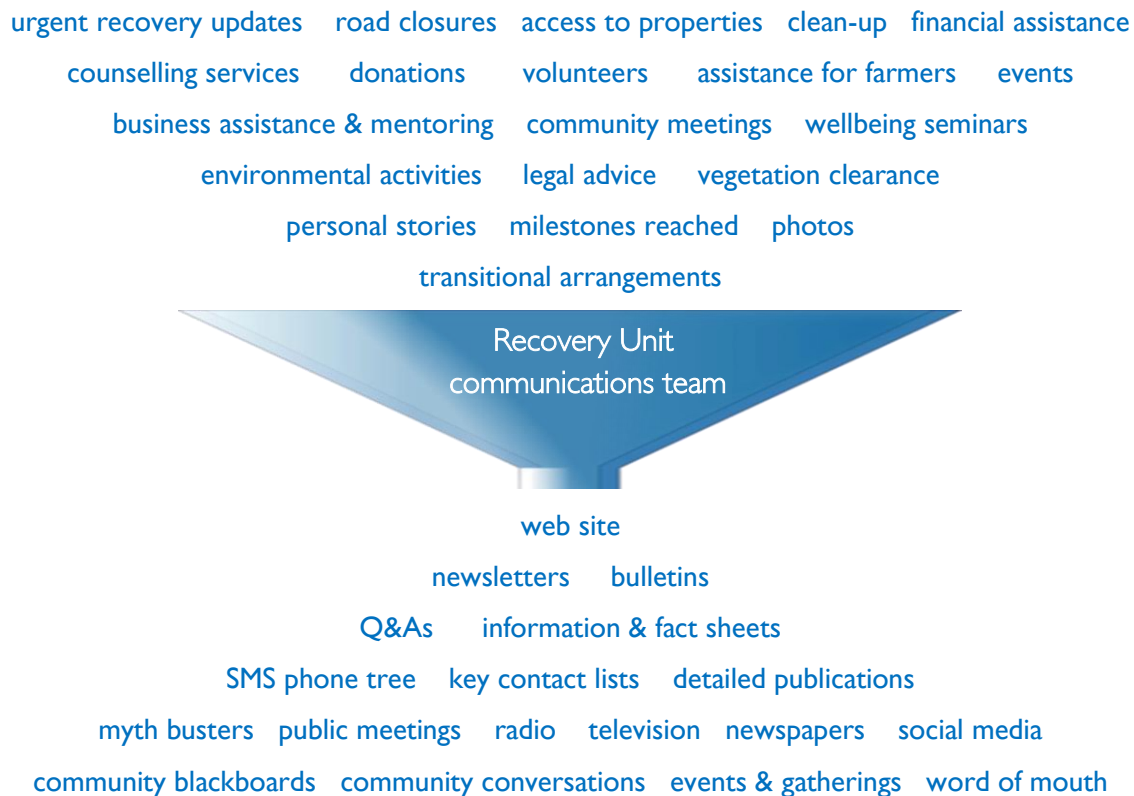 urgent recovery updates road closures access to properties clean-up financial assistance
counselling services donations volunteers assistance for farmers events
business assistance & mentoring community meetings wellbeing seminars
environmental activities legal advice vegetation clearance
personal stories milestones reached photos
transitional arrangements
Recovery Unit
communications team
web site
newsletters bulletins
Q&As information & fact sheets
SMS phone tree key contact lists detailed publications
myth busters public meetings radio television newspapers social media
community blackboards community conversations events & gatherings word of mouth